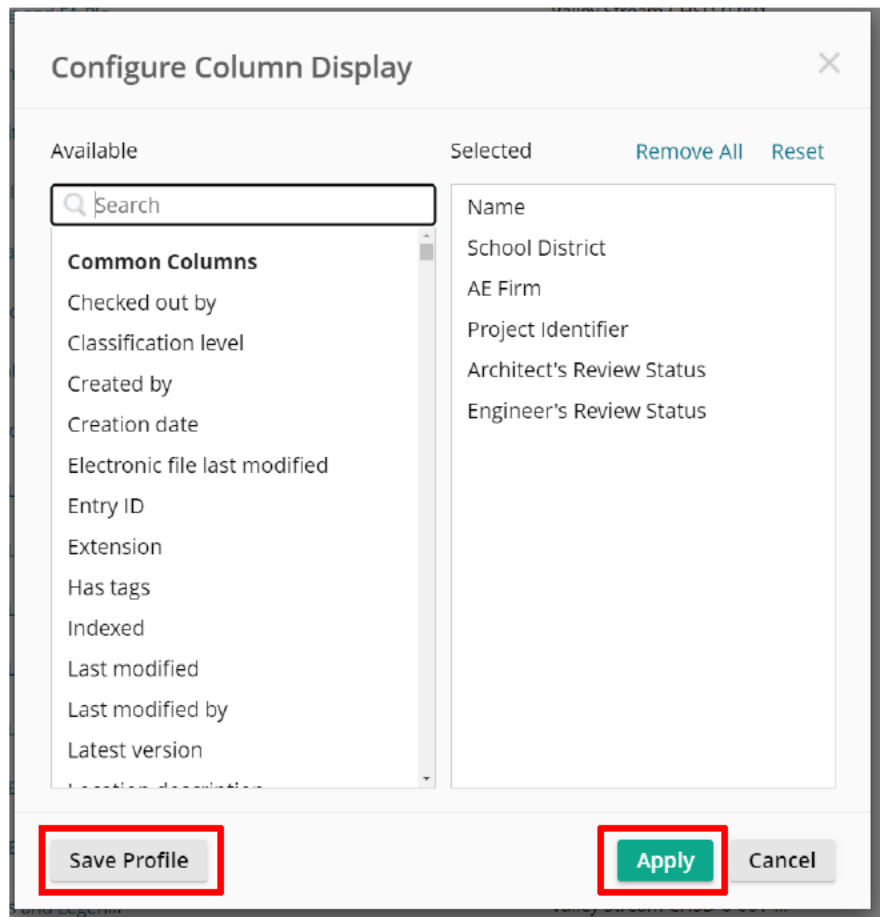 Configure Column Display
Available
Selected
Remove All
Reset
Search
Name
School District
AE Firm
Project Identifier
Architect's Review Status
Engineer's Review Status
Common Columns
Checked out by
Classification level
Created by
Creation date
Electronic file last modified
Entry ID
Extension
Has tags
Indexed
Last modified
Last modified by
Latest version
Location description
Save Profile
Apply
Cancel